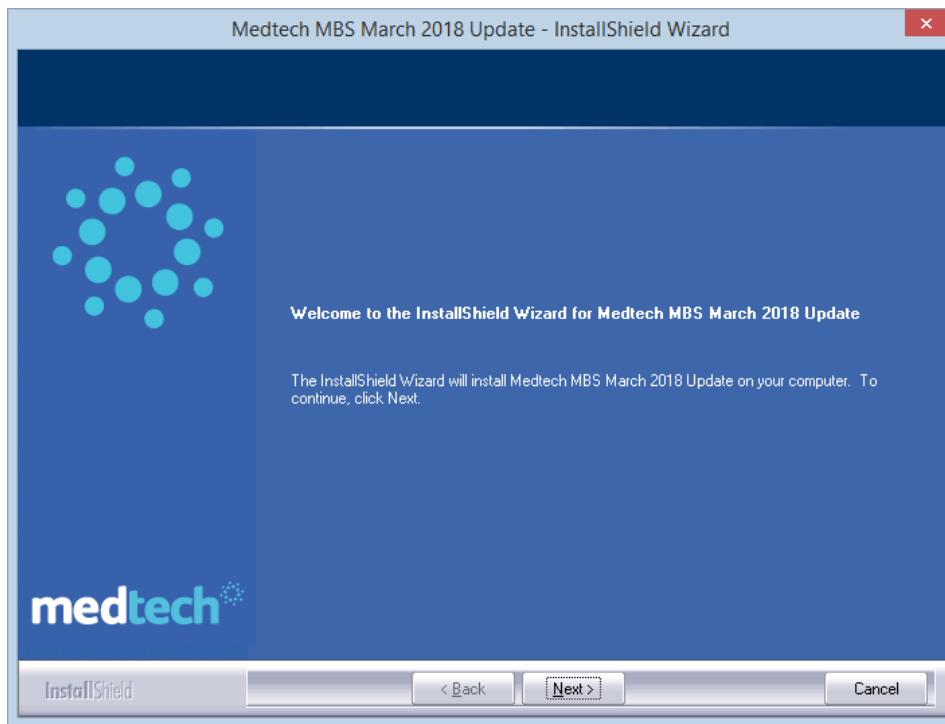 Medtech MBS March 2018 Update - InstallShield Wizard
Welcome to the InstallShield Wizard for Medtech MBS March 2018 Update
The InstallShield Wizard will install Medtech MBS March 2018 Update on your computer. To
continue, click Next.
medtech
InstallShield
< Back
Next >
Cancel